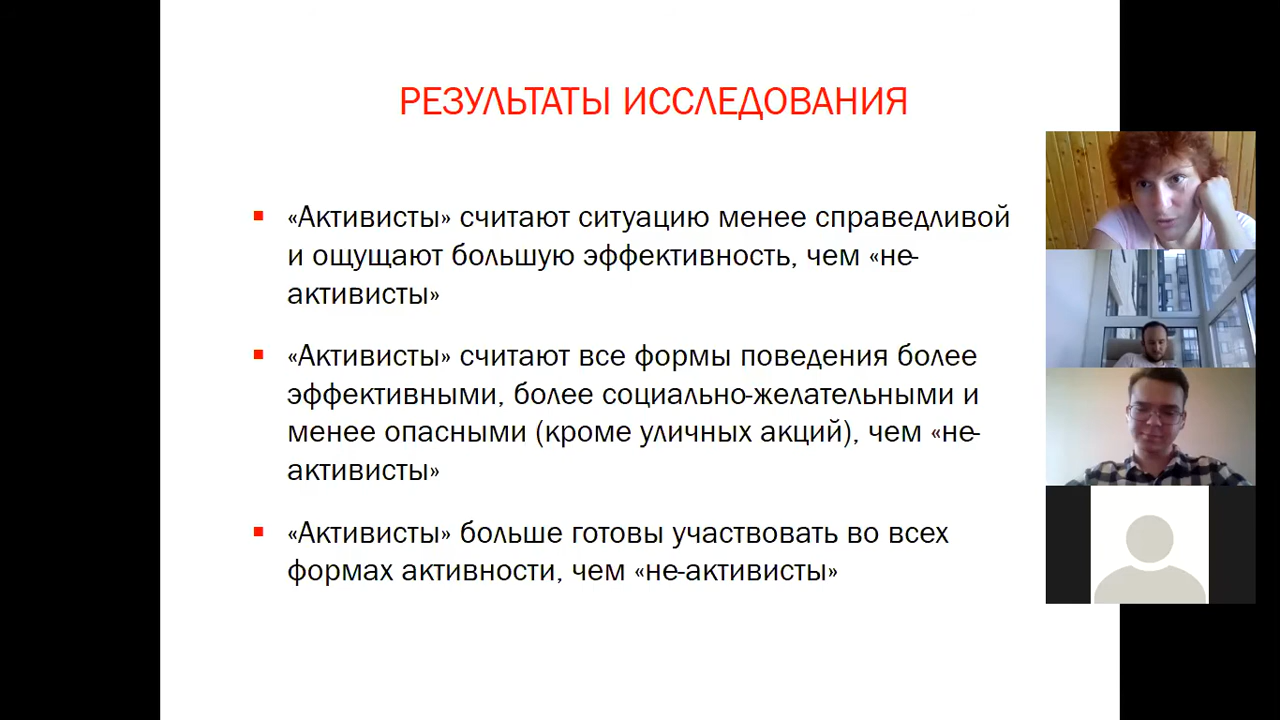 РЕЗУЛЬТАТЫ ИССЛЕДОВАНИЯ
«Активисты» считают ситуацию менее справедливой
и ощущают большую эффективность, чем «не-
активисты»
«Активисты» считают все формы поведения более
эффективными, более социально-желательными и
менее опасными (кроме уличных акций), чем «не-
активисты»
«Активисты» больше готовы участвовать во всех
формах активности, чем «не-активисты»